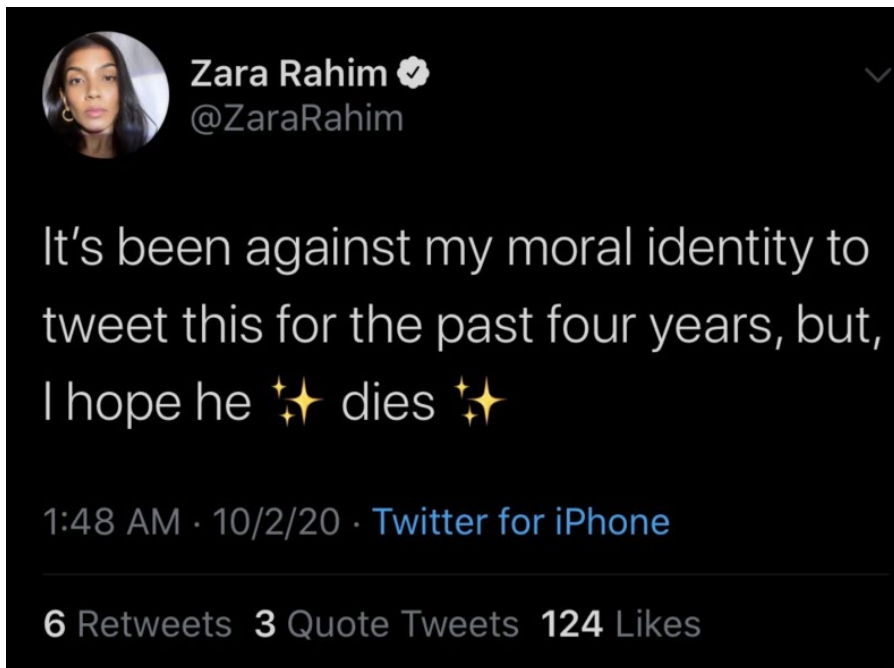 Zara Rahim
@ZaraRahim
It’s been against my moral identity to
tweet this for the past four years, but,
I hope he ✨ dies ✨
1:48 AM · 10/2/20 · Twitter for iPhone
6 Retweets 3 Quote Tweets 124 Likes